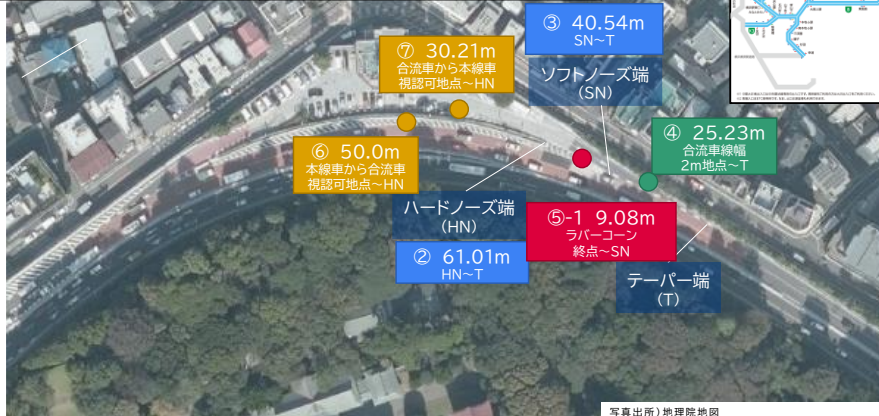 ③ 40.54m
SN~T
⑦ 30.21m
合流車から本線車
視認可地点~HN
ソフトノーズ端
(SN)
④ 25.23m
合流車線幅
2m地点~T
⑥ 50.0m
本線車から合流車
視認可地点~HN
ハードノーズ端
(HN)
⑤-1 9.08m
ラバーコーン
終点~SN
② 61.01m
HN~T
テーパー端
(T)
写真出所)地理院地図